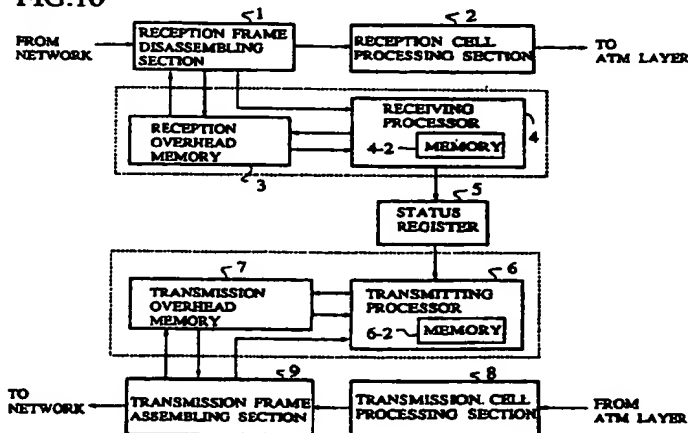 FIG.10
1
2
FROM
NETWORK
RECEPTION FRAME
DISASSEMBLING
SECTION
RECEPTION CELL
PROCESSING SECTION
TO
ATM LAYER
RECEPTION
OVERHEAD
MEMORY
3
RECEIVING
PROCESSOR
4-2
MEMORY
4
5
STATUS
REGISTER
7
6
TRANSMISSION
OVERHEAD
MEMORY
TRANSMITTING
PROCESSOR
6-2
MEMORY
9
8
TO
NETWORK
TRANSMISSION FRAME
ASSEMBLING SECTION
TRANSMISSION. CELL
PROCESSING SECTION
FROM
ATM LAYER